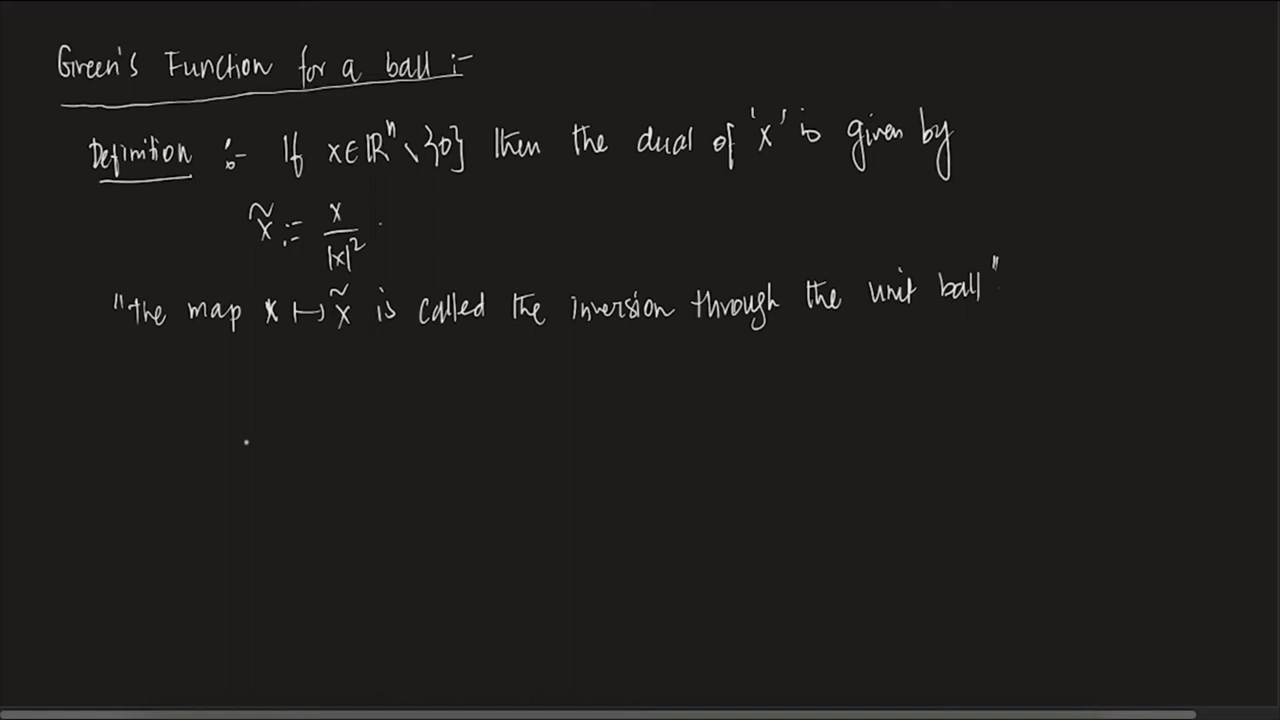 Green's Function for a ball :-
Definition :- If x∈ℝⁿ \ {0} then the dual of 'x' is given by
x̃ := x/|x|² .
"the map x ↦ x̃ is called the inversion through the unit ball"